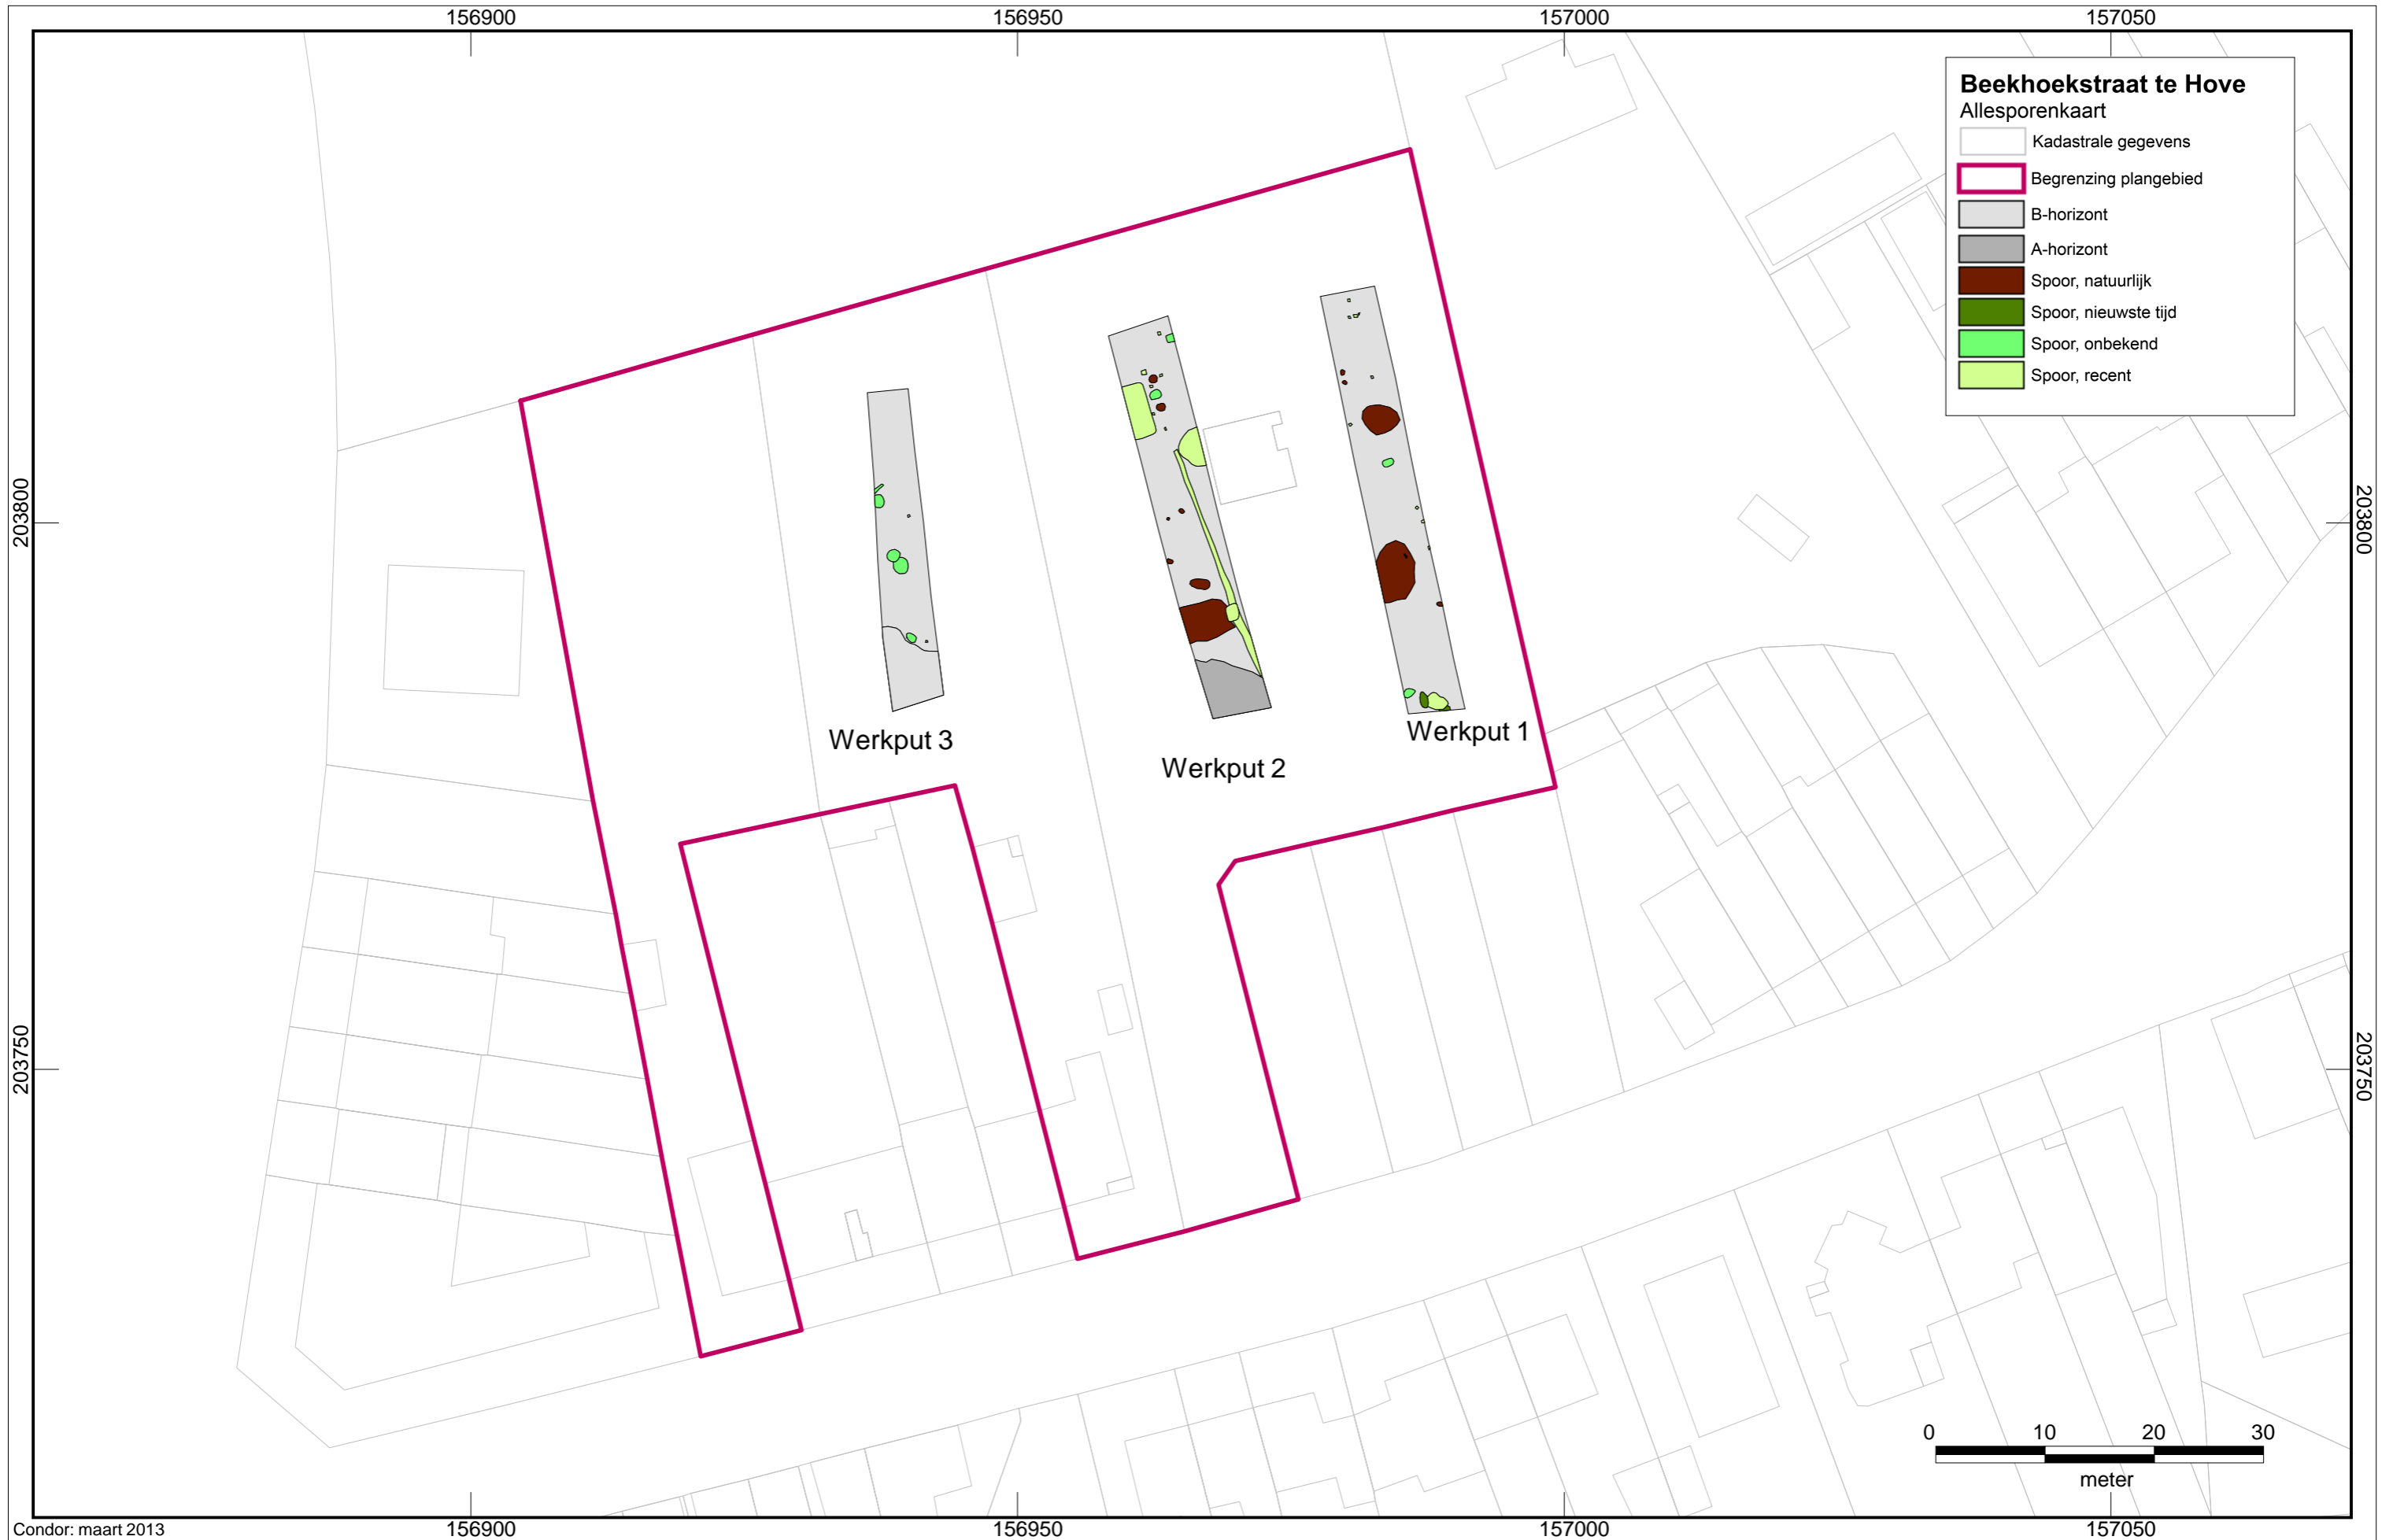 156900 156950 157000 157050
Beekhoekstraat te Hove
Allesporenkaart
Kadastrale gegevens
Begrenzing plangebied
B-horizont
A-horizont
Spoor, natuurlijk
Spoor, nieuwste tijd
Spoor, onbekend
Spoor, recent
203800 203800
Werkput 3
Werkput 2
Werkput 1
203750 203750
0 10 20 30
meter
Condor: maart 2013
156900 156950 157000 157050